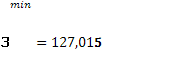 min
3 = 127,015